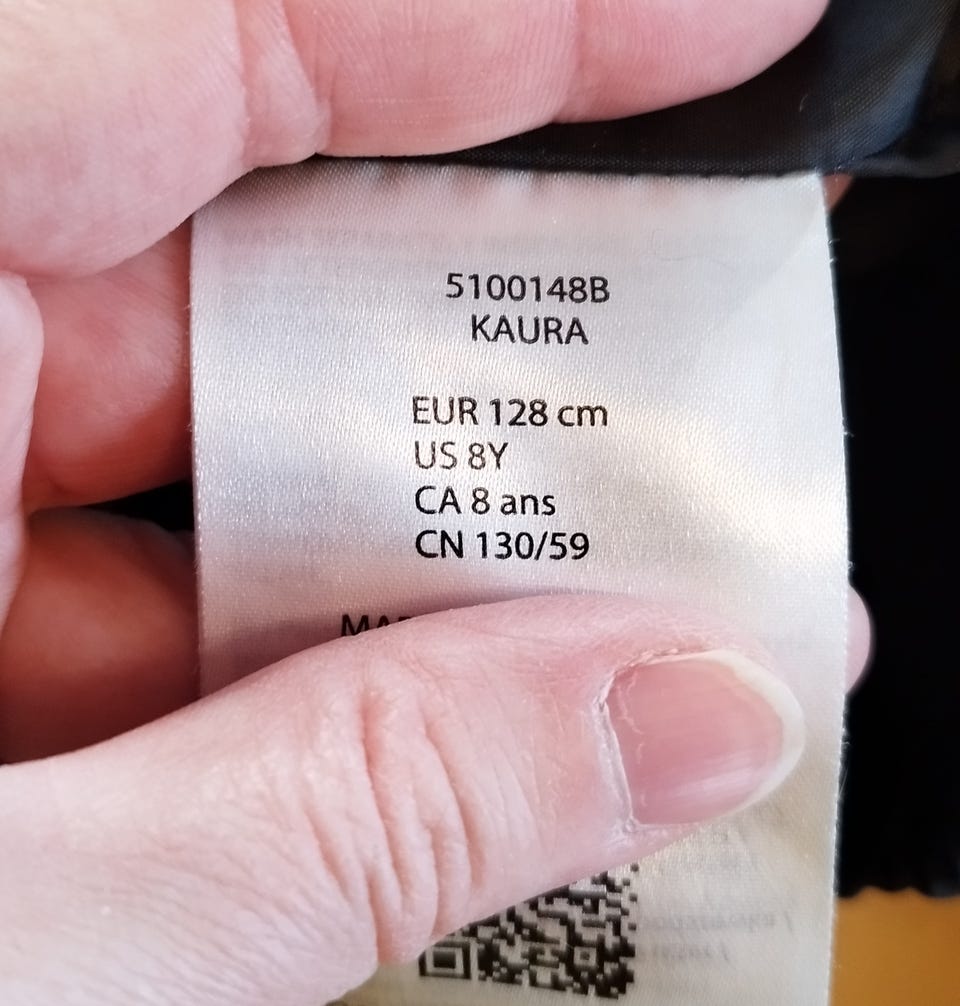 5100148B
KAURA
EUR 128 cm
US 8Y
CA 8 ans
CN 130/59